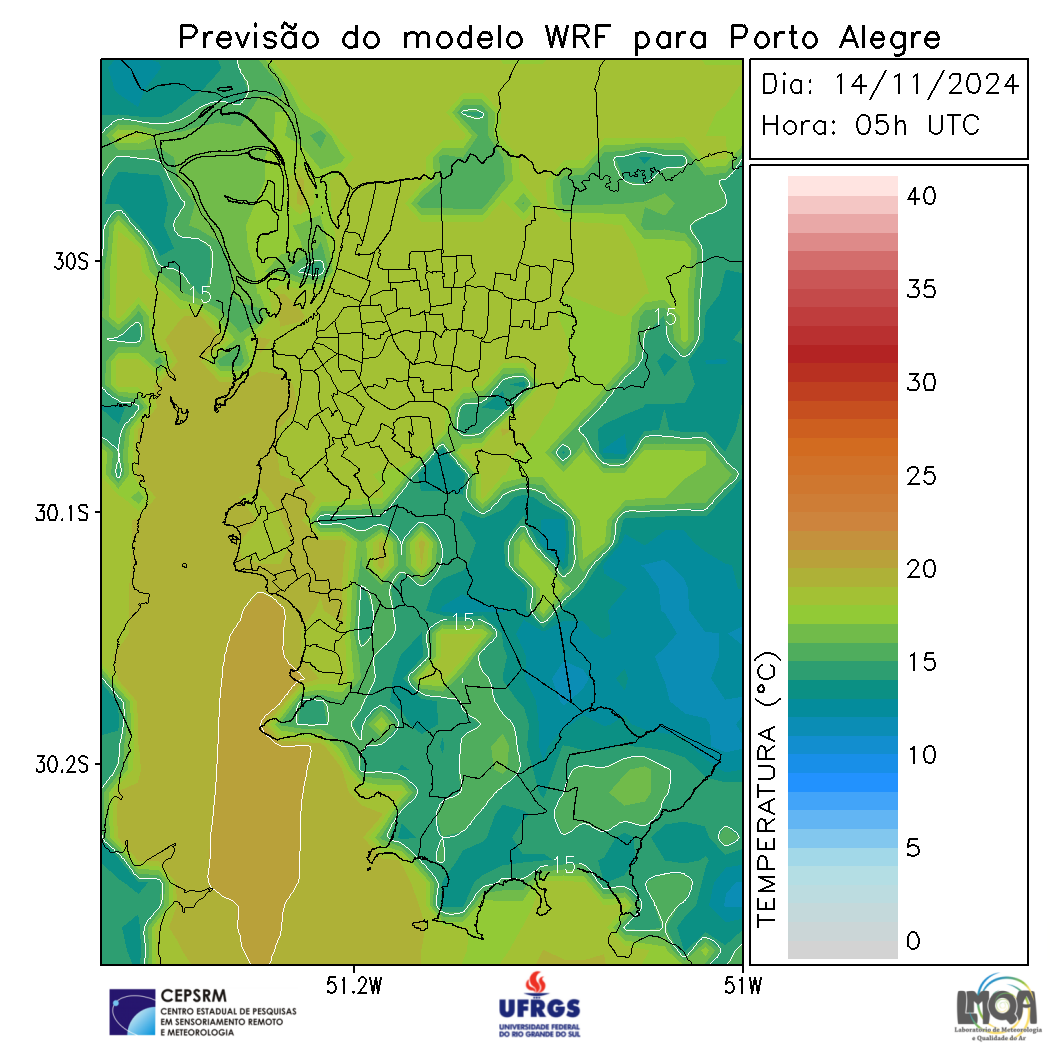 Previsão do modelo WRF para Porto Alegre
Dia: 14/11/2024
Hora: 05h UTC
30S
30.1S
30.2S
51.2W
51W
15
15
15
15
TEMPERATURA (°C)
40
35
30
25
20
15
10
5
0
CEPSRM
CENTRO ESTADUAL DE PESQUISAS
EM SENSORIAMENTO REMOTO
E METEOROLOGIA
UFRGS
UNIVERSIDADE FEDERAL
DO RIO GRANDE DO SUL
LMQA
Laboratório de Meteorologia
e Qualidade do Ar